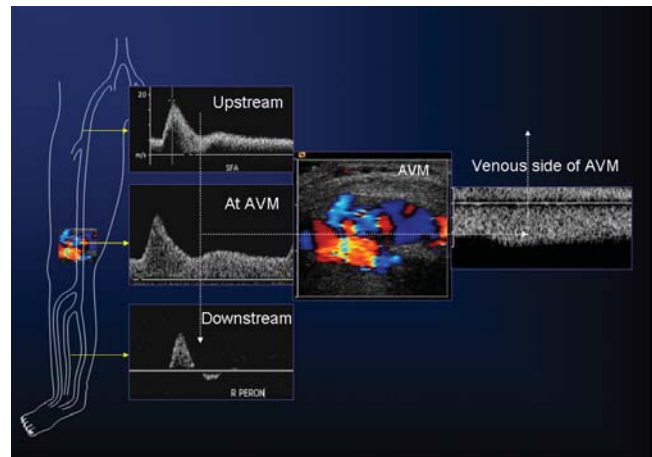 Upstream
20
m/s
SFA
At AVM
AVM
Venous side of AVM
Downstream
R PERON